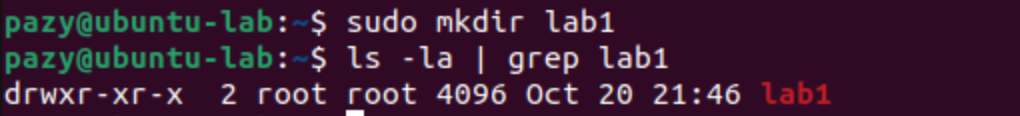 pazy@ubuntu-lab:~$ sudo mkdir lab1
pazy@ubuntu-lab:~$ ls -la | grep lab1
drwxr-xr-x  2 root root 4096 Oct 20 21:46 lab1